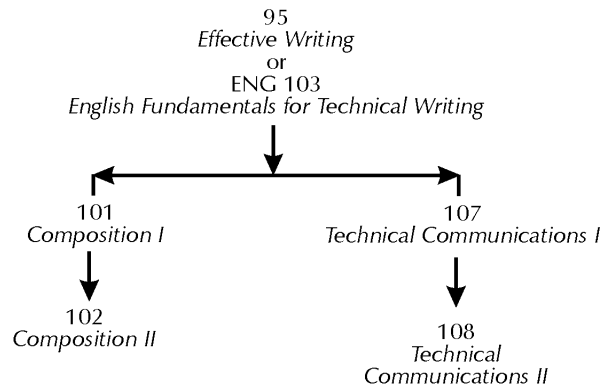 95
Effective Writing
or
ENG 103
English Fundamentals for Technical Writing
101
Composition I
107
Technical Communications I
102
Composition II
108
Technical
Communications II